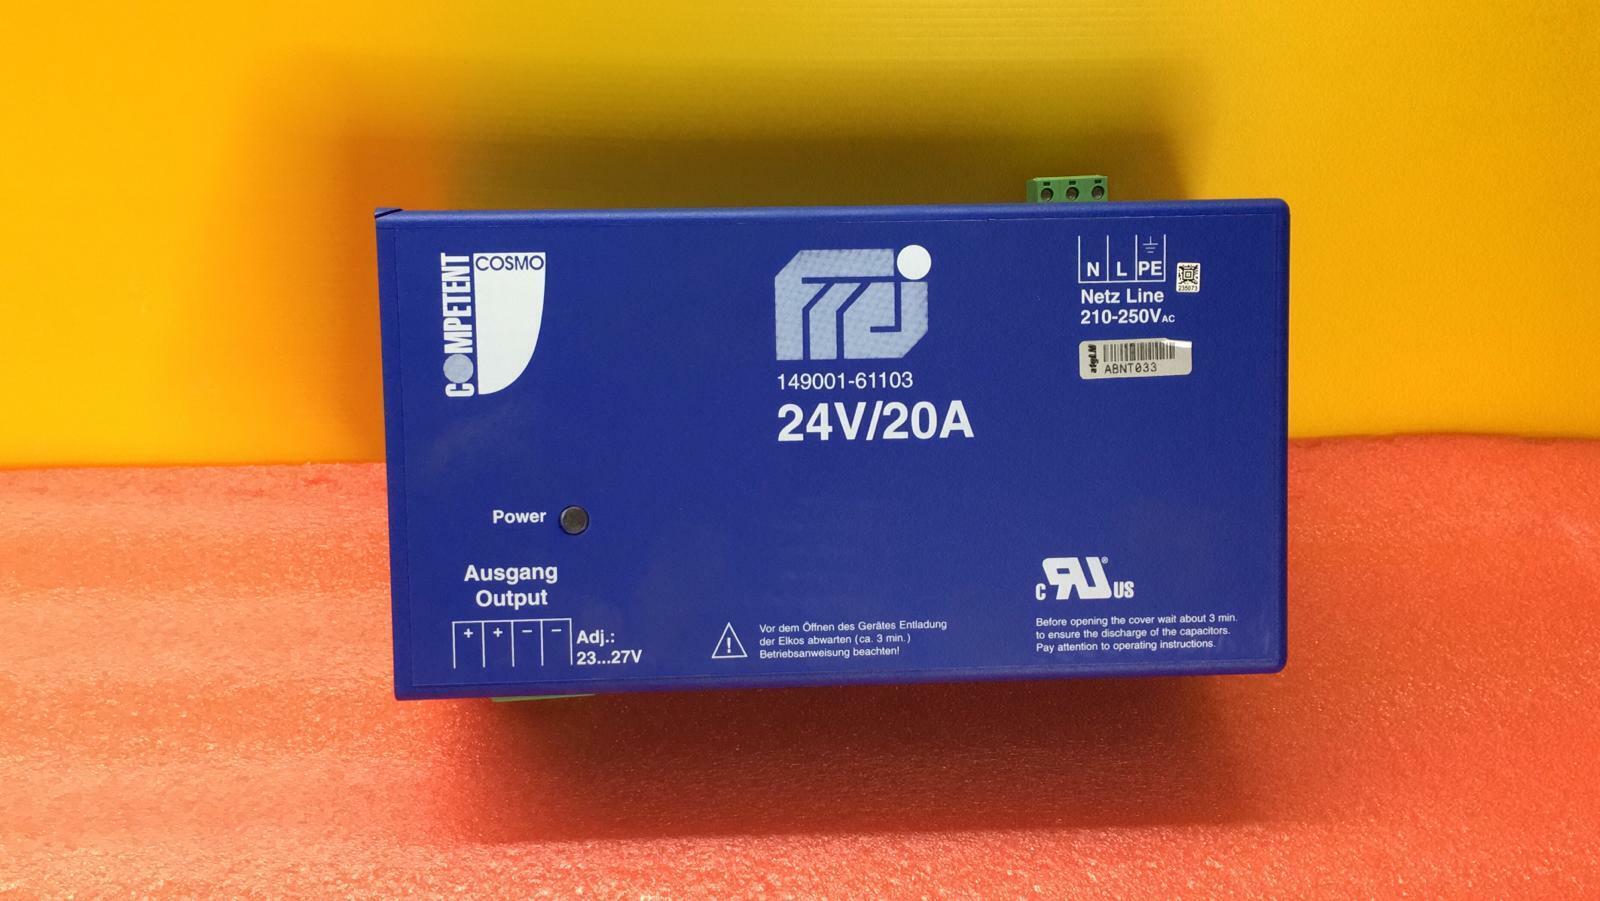 COMPETENT
COSMO
149001-61103
24V/20A
N L PE
235073
Netz Line
210-250VAC
ABNT033
Power
Ausgang
Output
+ + − −
Adj.:
23...27V
Vor dem Öffnen des Gerätes Entladung
der Elkos abwarten (ca. 3 min.)
Betriebsanweisung beachten!
c RU® US
Before opening the cover wait about 3 min.
to ensure the discharge of the capacitors.
Pay attention to operating instructions.